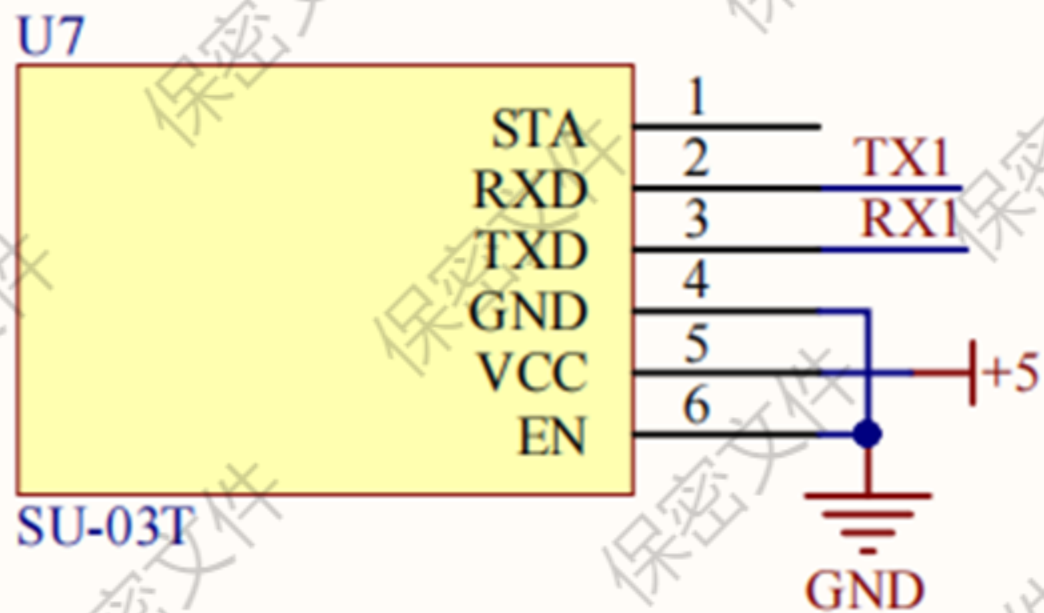 U7
STA 1
RXD 2 TX1
TXD 3 RX1
GND 4
VCC 5 +5
EN 6
SU-03T
GND
保密文件
保密文件
保密文件